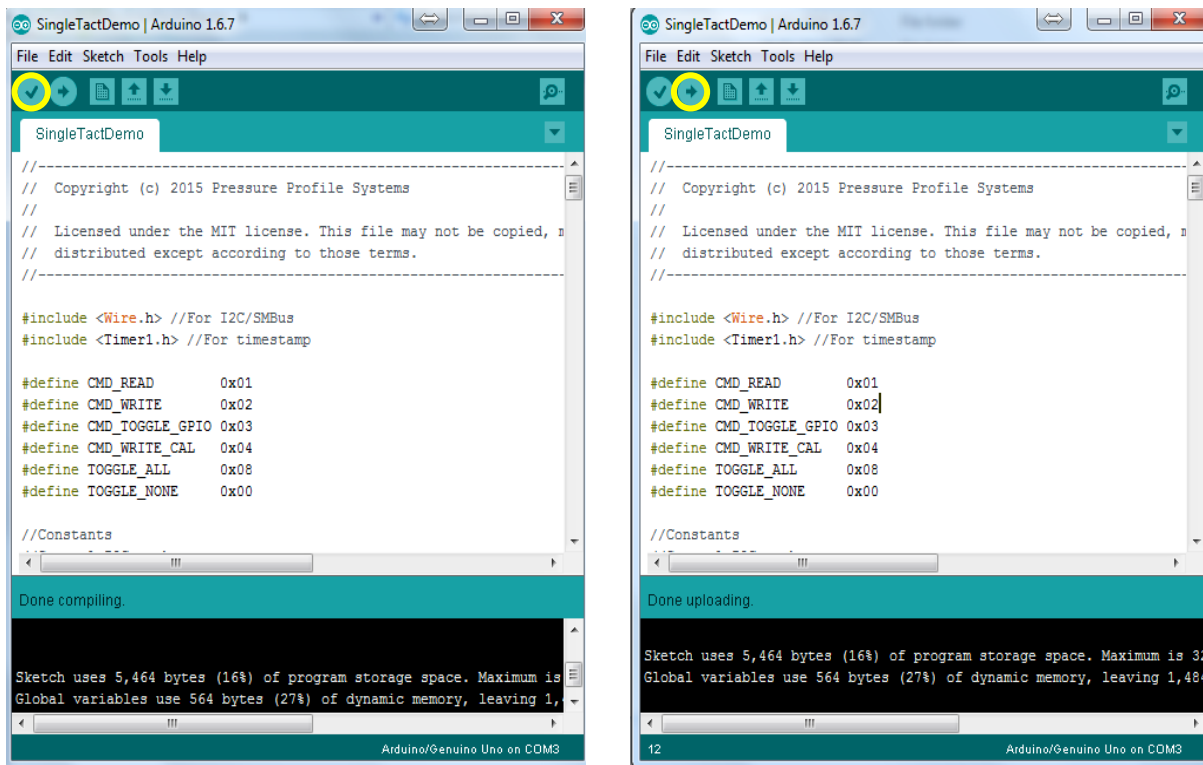 SingleTactDemo | Arduino 1.6.7
File Edit Sketch Tools Help
SingleTactDemo
//--------------------------------------------------------------------
// Copyright (c) 2015 Pressure Profile Systems
//
// Licensed under the MIT license. This file may not be copied,
// distributed except according to those terms.
//--------------------------------------------------------------------
#include <Wire.h> //For I2C/SMBus
#include <Timer1.h> //For timestamp
#define CMD_READ 0x01
#define CMD_WRITE 0x02
#define CMD_TOGGLE_GPIO 0x03
#define CMD_WRITE_CAL 0x04
#define TOGGLE_ALL 0x08
#define TOGGLE_NONE 0x00
//Constants
Done compiling.
Sketch uses 5,464 bytes (16%) of program storage space. Maximum is
Global variables use 564 bytes (27%) of dynamic memory, leaving 1,
Arduino/Genuino Uno on COM3
SingleTactDemo | Arduino 1.6.7
File Edit Sketch Tools Help
SingleTactDemo
//--------------------------------------------------------------------
// Copyright (c) 2015 Pressure Profile Systems
//
// Licensed under the MIT license. This file may not be copied,
// distributed except according to those terms.
//--------------------------------------------------------------------
#include <Wire.h> //For I2C/SMBus
#include <Timer1.h> //For timestamp
#define CMD_READ 0x01
#define CMD_WRITE 0x02
#define CMD_TOGGLE_GPIO 0x03
#define CMD_WRITE_CAL 0x04
#define TOGGLE_ALL 0x08
#define TOGGLE_NONE 0x00
//Constants
Done uploading.
Sketch uses 5,464 bytes (16%) of program storage space. Maximum is 32
Global variables use 564 bytes (27%) of dynamic memory, leaving 1,484
12
Arduino/Genuino Uno on COM3